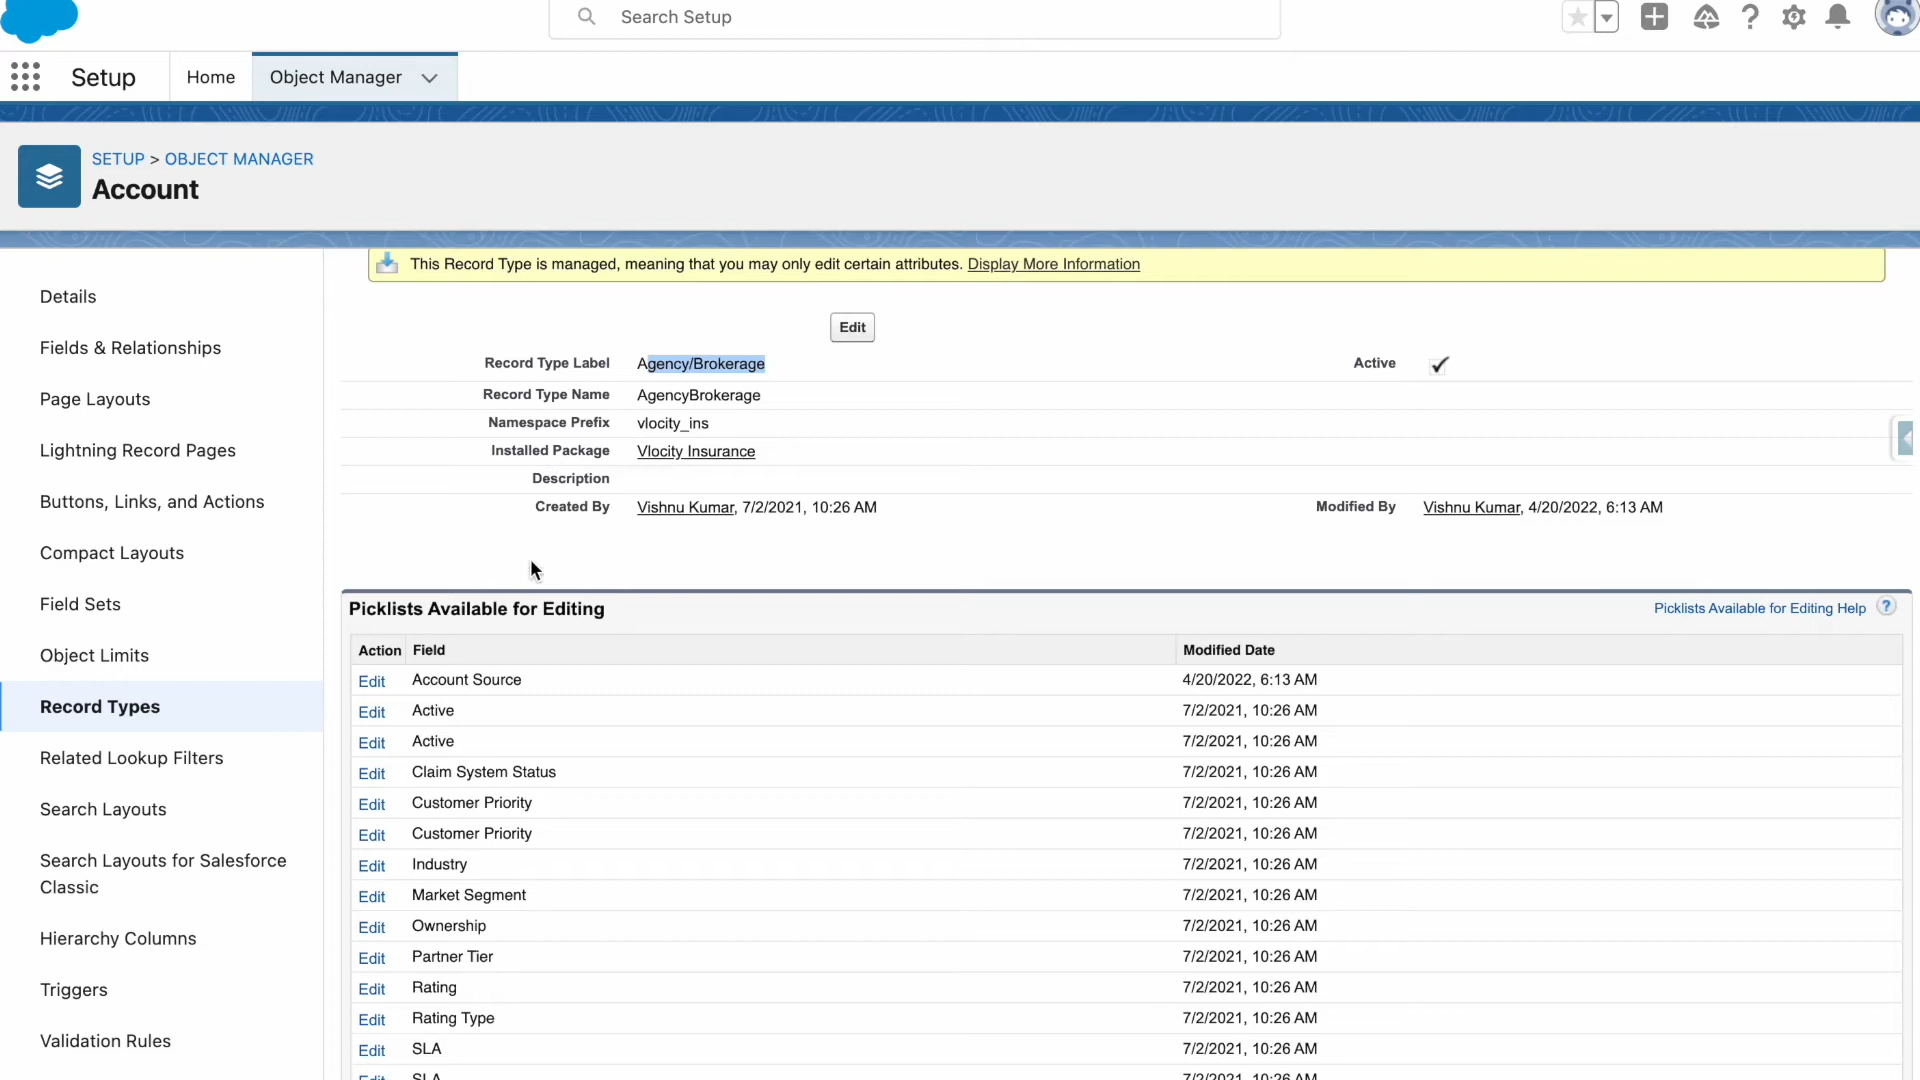 Search Setup
Setup
Home
Object Manager
SETUP > OBJECT MANAGER
Account
Details
Fields & Relationships
Page Layouts
Lightning Record Pages
Buttons, Links, and Actions
Compact Layouts
Field Sets
Object Limits
Record Types
Related Lookup Filters
Search Layouts
Search Layouts for Salesforce
Classic
Hierarchy Columns
Triggers
Validation Rules
This Record Type is managed, meaning that you may only edit certain attributes. Display More Information
Edit
Record Type Label Agency/Brokerage Active
Record Type Name AgencyBrokerage
Namespace Prefix vlocity_ins
Installed Package Vlocity Insurance
Description
Created By Vishnu Kumar, 7/2/2021, 10:26 AM Modified By Vishnu Kumar, 4/20/2022, 6:13 AM
Picklists Available for Editing Picklists Available for Editing Help ?
Action Field Modified Date
Edit Account Source 4/20/2022, 6:13 AM
Edit Active 7/2/2021, 10:26 AM
Edit Active 7/2/2021, 10:26 AM
Edit Claim System Status 7/2/2021, 10:26 AM
Edit Customer Priority 7/2/2021, 10:26 AM
Edit Customer Priority 7/2/2021, 10:26 AM
Edit Industry 7/2/2021, 10:26 AM
Edit Market Segment 7/2/2021, 10:26 AM
Edit Ownership 7/2/2021, 10:26 AM
Edit Partner Tier 7/2/2021, 10:26 AM
Edit Rating 7/2/2021, 10:26 AM
Edit Rating Type 7/2/2021, 10:26 AM
Edit SLA 7/2/2021, 10:26 AM
Edit SLA 7/2/2021, 10:26 AM